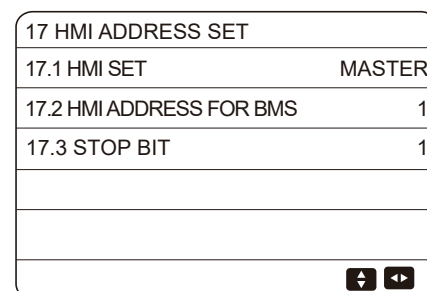 17 HMI ADDRESS SET
17.1 HMI SET MASTER
17.2 HMI ADDRESS FOR BMS 1
17.3 STOP BIT 1